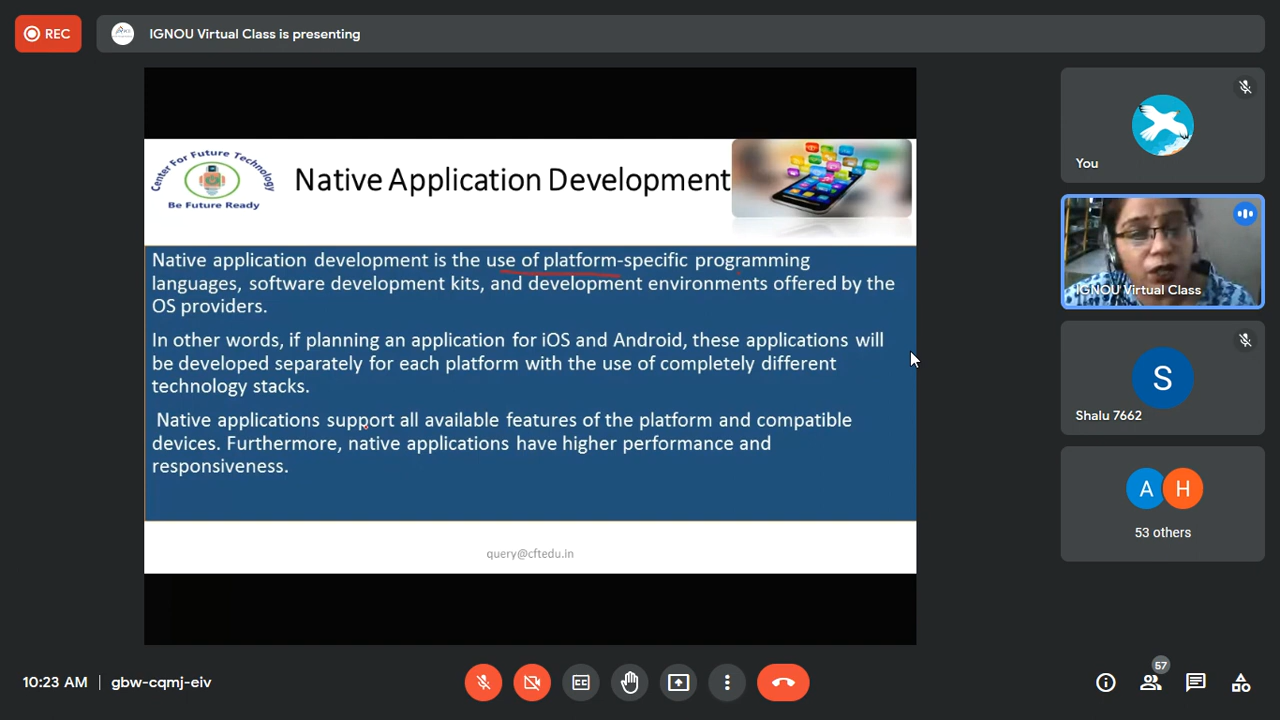 REC
IGNOU Virtual Class is presenting
Center For Future Technology
Be Future Ready
Native Application Development
Native application development is the use of platform-specific programming
languages, software development kits, and development environments offered by the
OS providers.
In other words, if planning an application for iOS and Android, these applications will
be developed separately for each platform with the use of completely different
technology stacks.
Native applications support all available features of the platform and compatible
devices. Furthermore, native applications have higher performance and
responsiveness.
query@cftedu.in
You
IGNOU Virtual Class
S
Shalu 7662
A H
53 others
10:23 AM | gbw-cqmj-eiv
CC
57